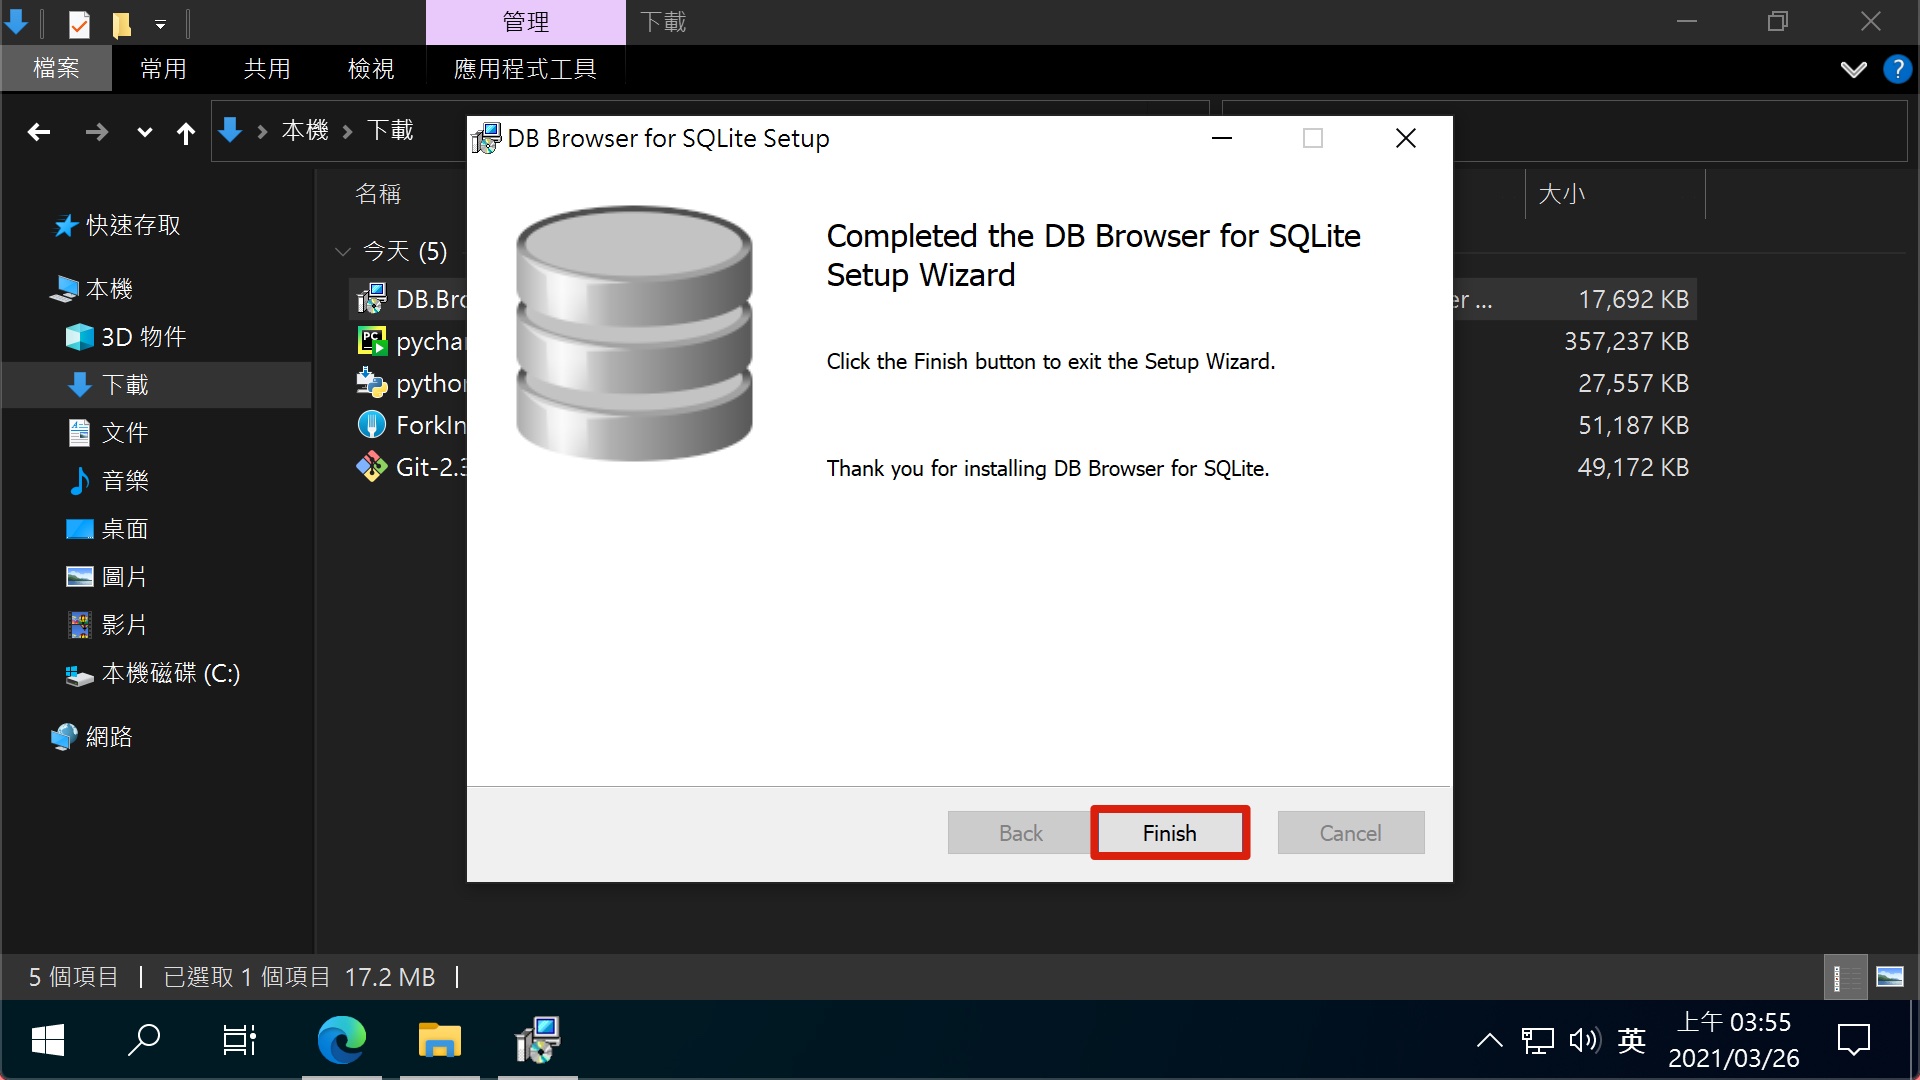 管理
下載
檔案
常用
共用
檢視
應用程式工具
本機
下載
DB Browser for SQLite Setup
快速存取
本機
3D 物件
下載
文件
音樂
桌面
圖片
影片
本機磁碟 (C:)
網路
名稱
大小
今天 (5)
DB.Bro
er ...
17,692 KB
pychar
357,237 KB
python
27,557 KB
ForkIn
51,187 KB
Git-2.3
49,172 KB
Completed the DB Browser for SQLite
Setup Wizard
Click the Finish button to exit the Setup Wizard.
Thank you for installing DB Browser for SQLite.
Back
Finish
Cancel
5 個項目
已選取 1 個項目 17.2 MB
英
上午 03:55
2021/03/26